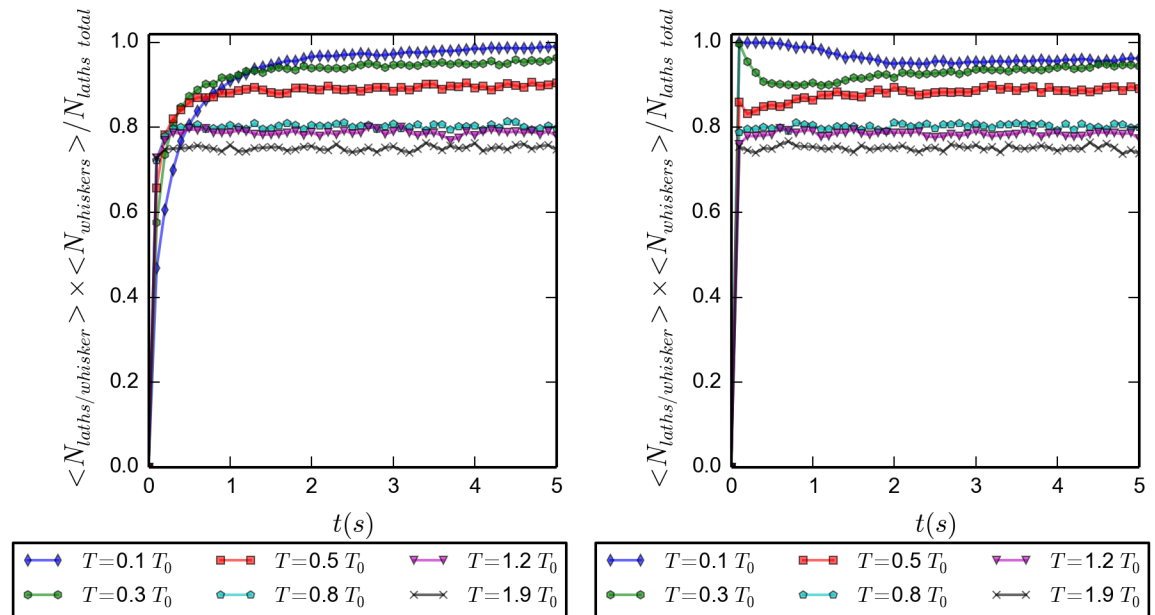 <N_{laths/whisker}>×<N_{whiskers}>/N_{laths total}
1.0
0.8
0.6
0.4
0.2
0.0
0 1 2 3 4 5
t(s)
T=0.1 T_0 T=0.5 T_0 T=1.2 T_0
T=0.3 T_0 T=0.8 T_0 T=1.9 T_0
<N_{laths/whisker}>×<N_{whiskers}>/N_{laths total}
1.0
0.8
0.6
0.4
0.2
0.0
0 1 2 3 4 5
t(s)
T=0.1 T_0 T=0.5 T_0 T=1.2 T_0
T=0.3 T_0 T=0.8 T_0 T=1.9 T_0